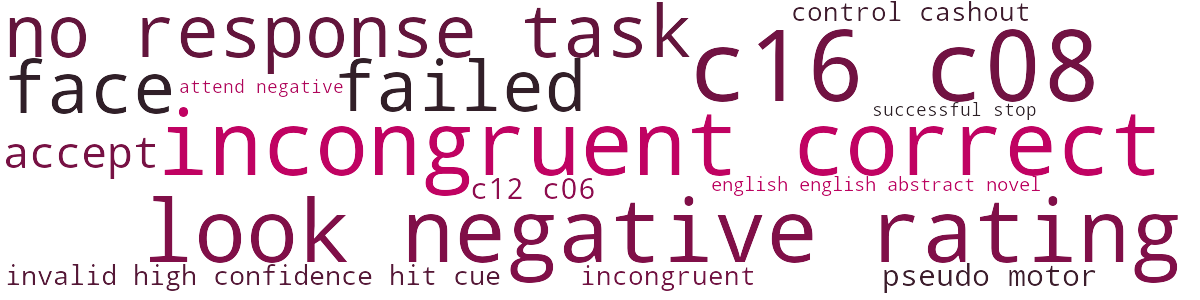 control cashout
no response task
c16 c08
face
attend negative
failed
successful stop
accept
incongruent correct
c12 c06
english english abstract novel
look negative rating
invalid high confidence hit cue
incongruent
pseudo motor